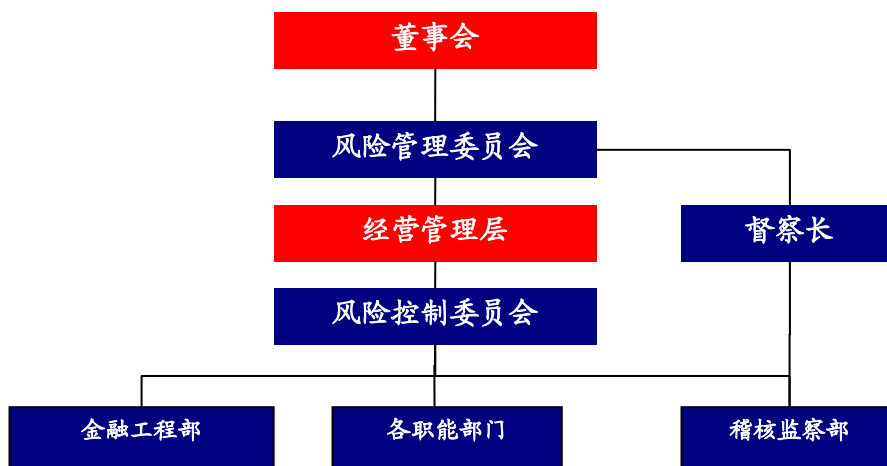 董事会
风险管理委员会
经营管理层
督察长
风险控制委员会
金融工程部
各职能部门
稽核监察部